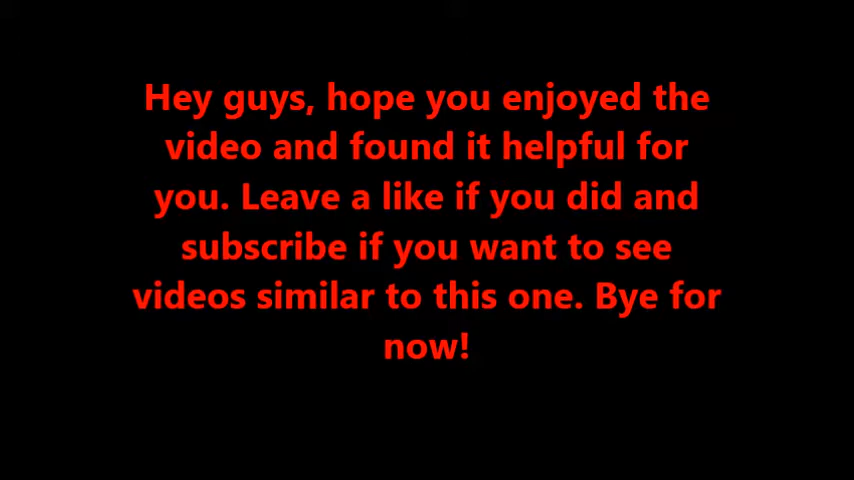 Hey guys, hope you enjoyed the
video and found it helpful for
you. Leave a like if you did and
subscribe if you want to see
videos similar to this one. Bye for
now!